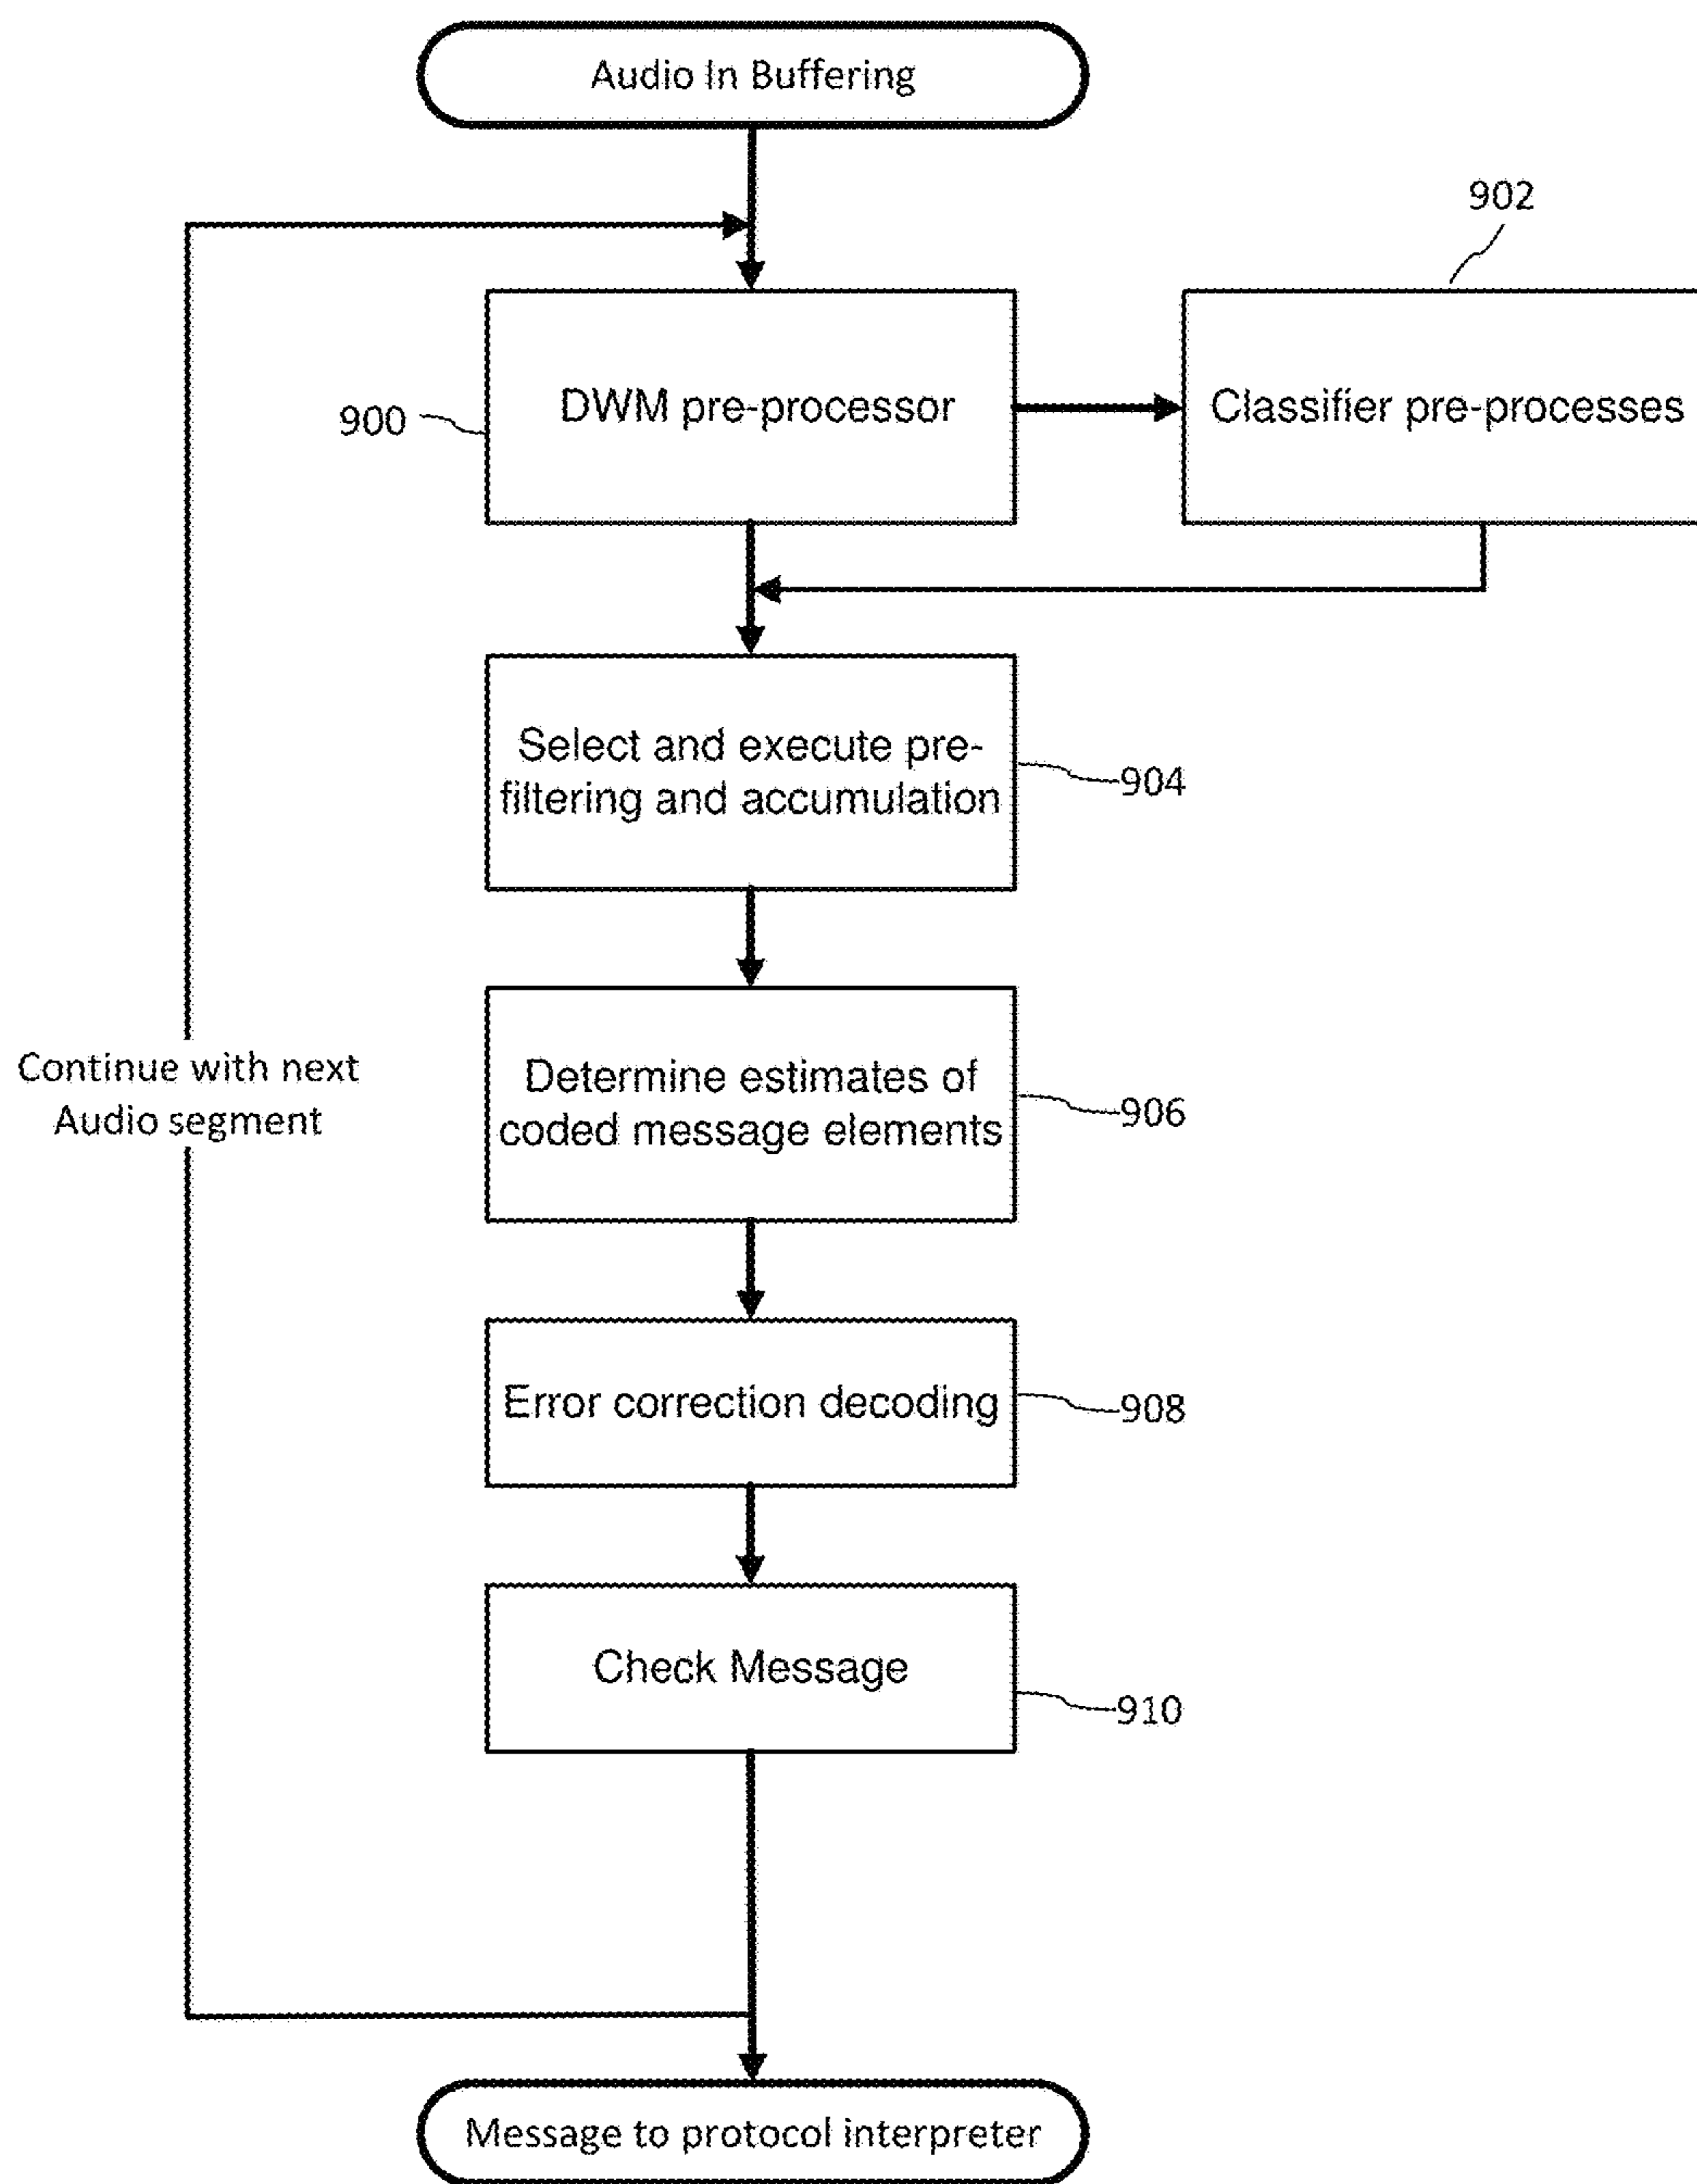 Audio In Buffering
902
DWM pre-processor
Classifier pre-processes
900
Select and execute pre-
filtering and accumulation
904
Continue with next
Audio segment
Determine estimates of
coded message elements
906
Error correction decoding
908
Check Message
910
Message to protocol interpreter